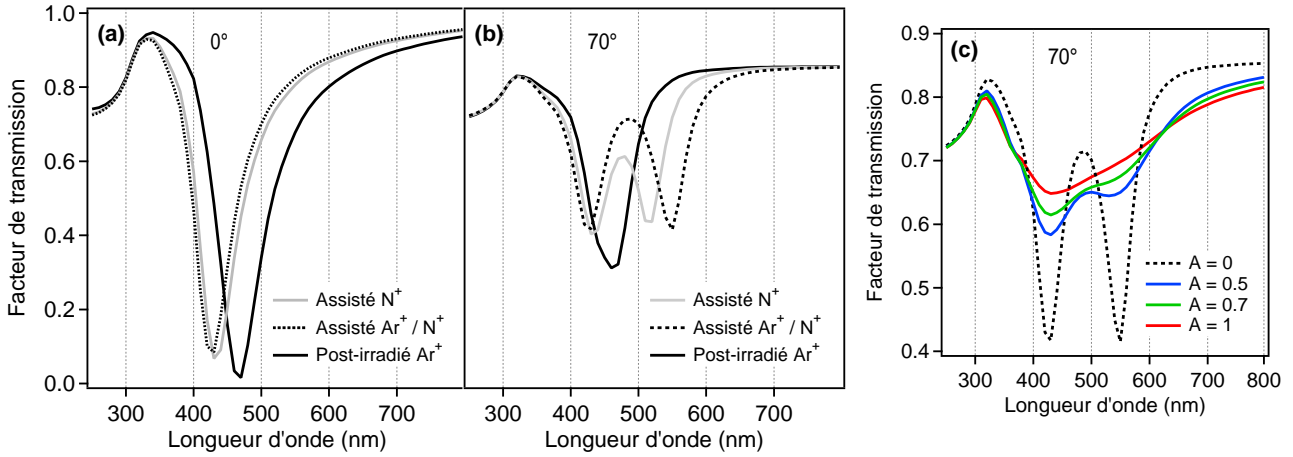 (a)
0°
Facteur de transmission
1.0
0.8
0.6
0.4
0.2
0.0
Assisté N+
Assisté Ar+ / N+
Post-irradié Ar+
300 400 500 600 700
Longueur d'onde (nm)
(b)
70°
Assisté N+
Assisté Ar+ / N+
Post-irradié Ar+
300 400 500 600 700
Longueur d'onde (nm)
(c)
70°
Facteur de transmission
0.9
0.8
0.7
0.6
0.5
0.4
A = 0
A = 0.5
A = 0.7
A = 1
300 400 500 600 700 800
Longueur d'onde (nm)